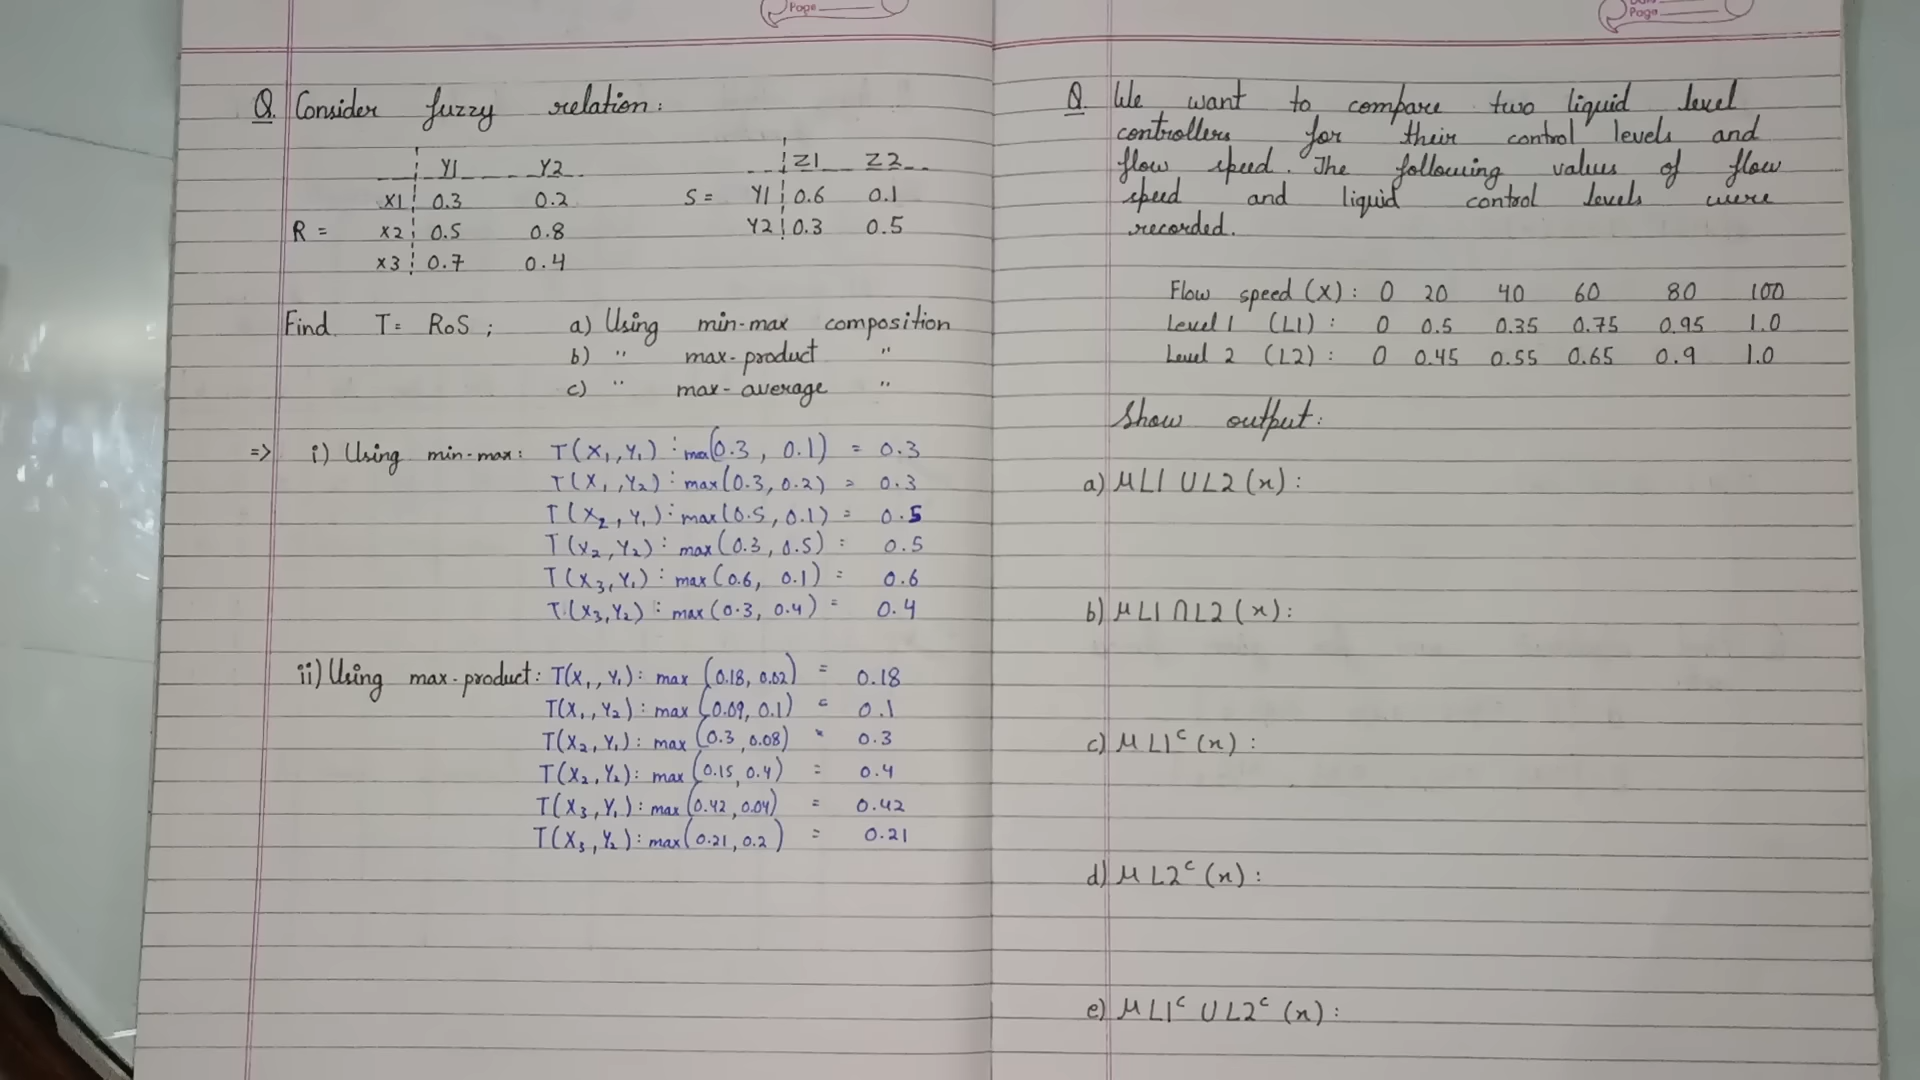 Page
Q. Consider fuzzy relation:
Y1 Y2
X1 0.3 0.2
R = X2 0.5 0.8
X3 0.7 0.4
Z1 Z2
S = Y1 0.6 0.1
Y2 0.3 0.5
Find T = RoS ; a) Using min-max composition
b) " max-product "
c) " max-average "
=> i) Using min-max: T(X1,Y1) : ma(0.3, 0.1) = 0.3
T(X1,Y2) : max(0.3, 0.2) = 0.3
T(X2,Y1) : max(0.5, 0.1) = 0.5
T(X2,Y2) : max(0.3, 0.5) = 0.5
T(X3,Y1) : max(0.6, 0.1) = 0.6
T(X3,Y2) : max(0.3, 0.4) = 0.4
ii) Using max-product: T(X1,Y1) : max (0.18, 0.02) = 0.18
T(X1,Y2) : max (0.09, 0.1) = 0.1
T(X2,Y1) : max (0.3, 0.08) = 0.3
T(X2,Y2) : max (0.15, 0.4) = 0.4
T(X3,Y1) : max (0.42, 0.04) = 0.42
T(X3,Y2) : max (0.21, 0.2) = 0.21
Page
Q. We want to compare two liquid level
controllers for their control levels and
flow speed. The following values of flow
speed and liquid control levels were
recorded.
Flow speed (X) : 0 20 40 60 80 100
Level 1 (L1) : 0 0.5 0.35 0.75 0.95 1.0
Level 2 (L2) : 0 0.45 0.55 0.65 0.9 1.0
Show output:
a) μ L1 ∪ L2 (x) :
b) μ L1 ∩ L2 (x) :
c) μ L1ᶜ (x) :
d) μ L2ᶜ (x) :
e) μ L1ᶜ ∪ L2ᶜ (x) :